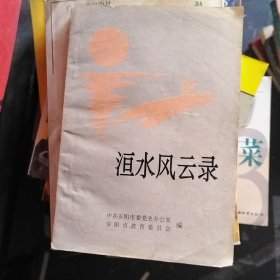 洹水风云录
中共安阳市委党史办公室
安阳市教育委员会 编
菜